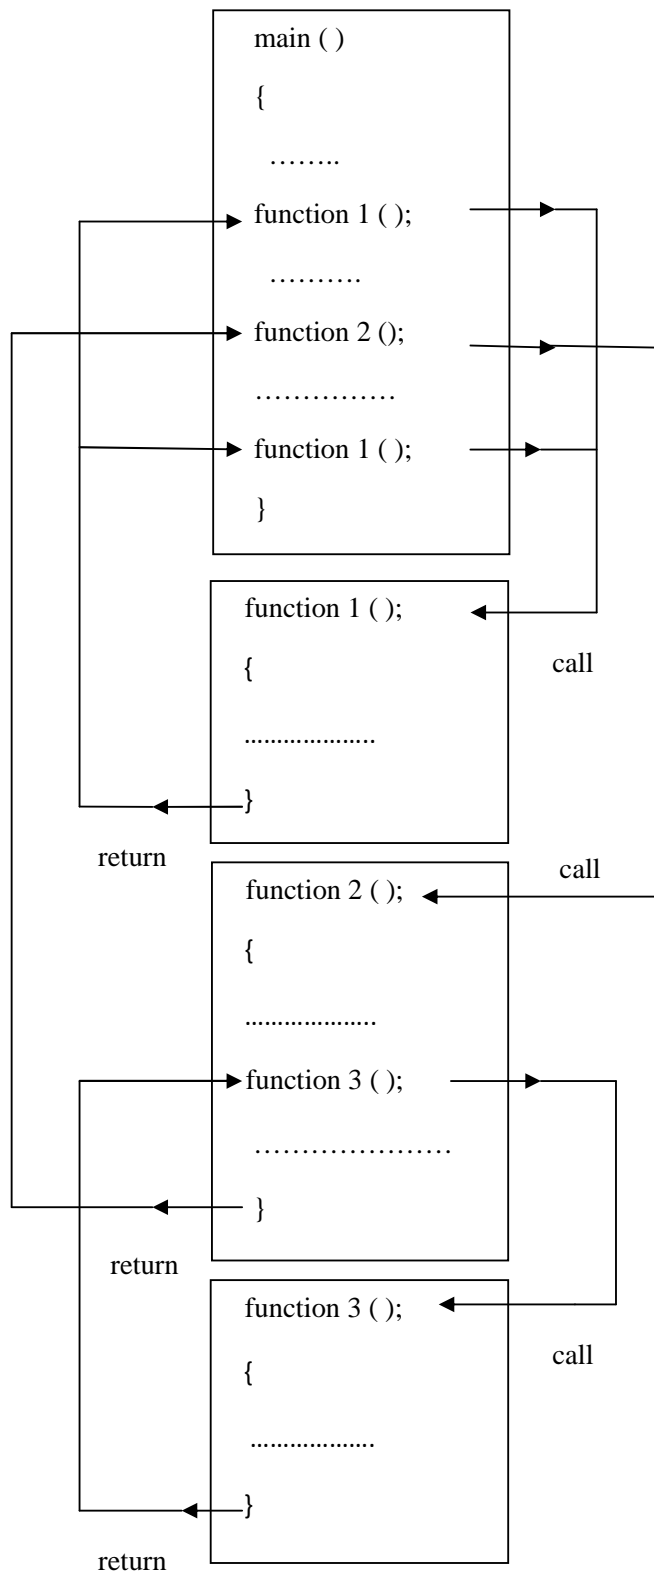 main ( )
{
……..
function 1 ( );
……….
function 2 ();
……………
function 1 ( );
}
function 1 ( );
call
{
....................
}
return
call
function 2 ( );
{
....................
function 3 ( );
…………………
}
return
function 3 ( );
call
{
...................
}
return